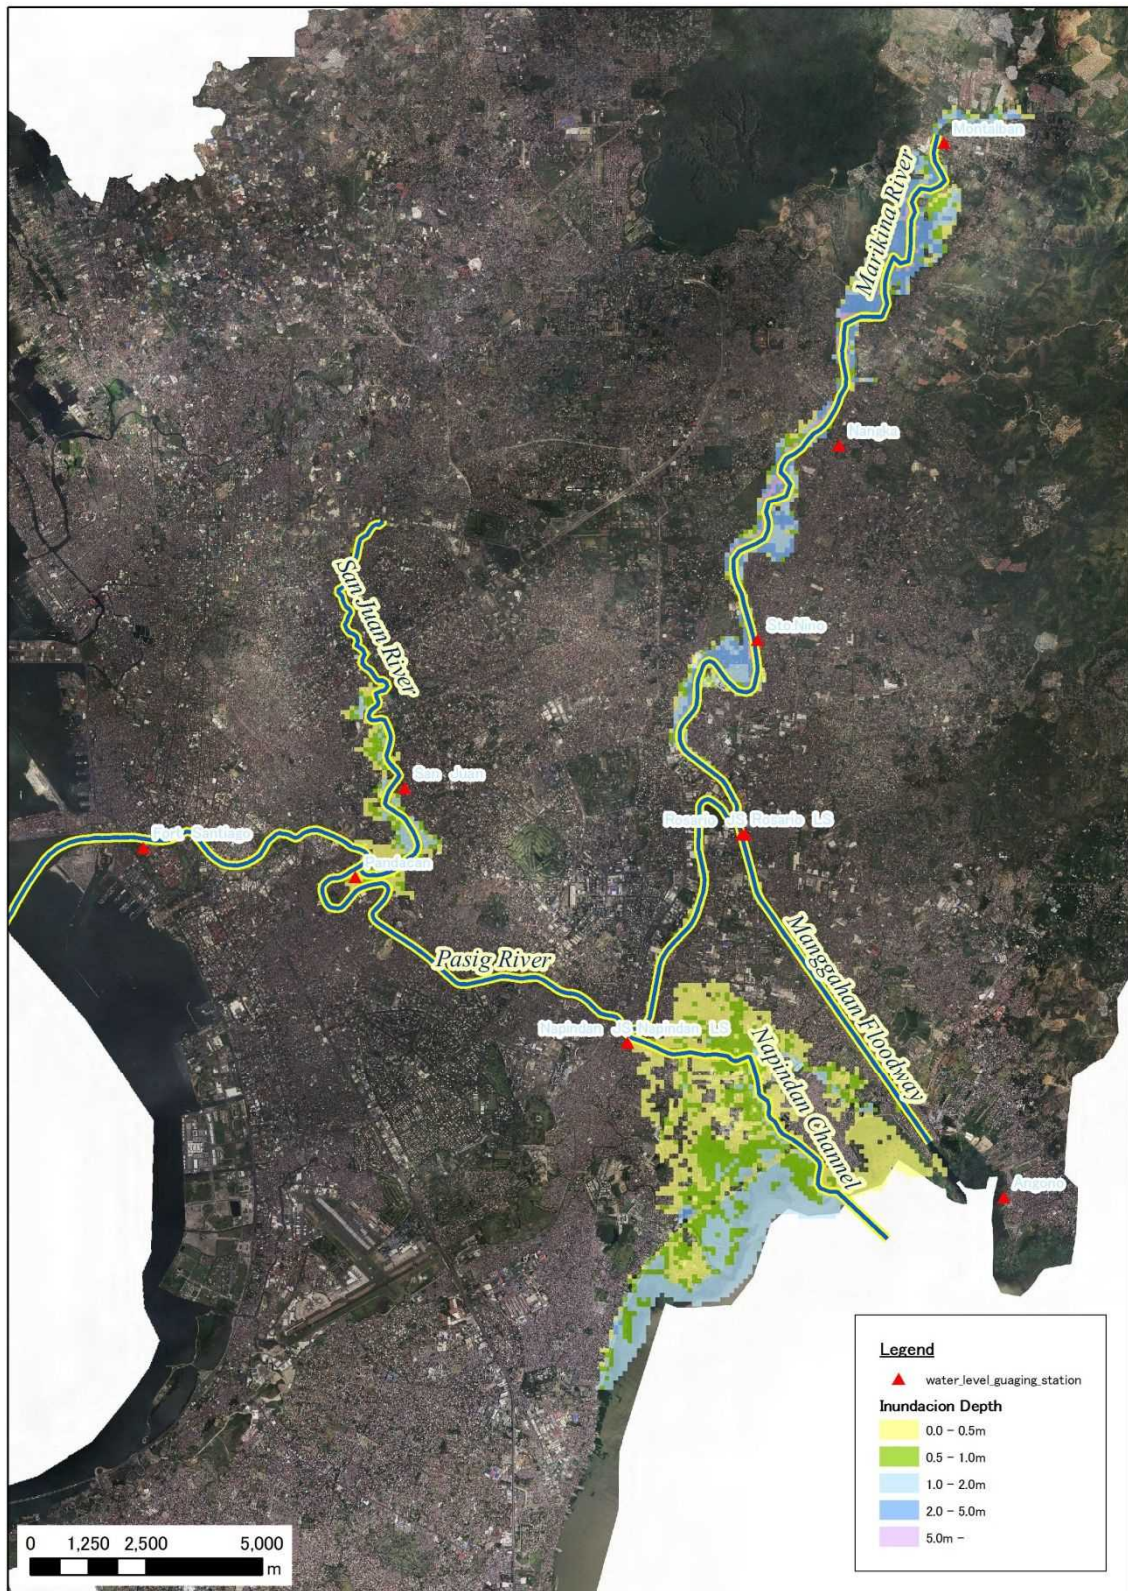 Montalban
Marikina River
Nangka
San Juan River
Sto.Nino
San Juan
Fort Santiago
Rosario JS Rosario LS
Pandacan
Pasig River
Manggahan Floodway
Napindan JS Napindan LS
Napindan Channel
Angono
Legend
water_level_guaging_station
Inundacion Depth
0.0 - 0.5m
0.5 - 1.0m
1.0 - 2.0m
2.0 - 5.0m
5.0m -
0 1,250 2,500 5,000
m